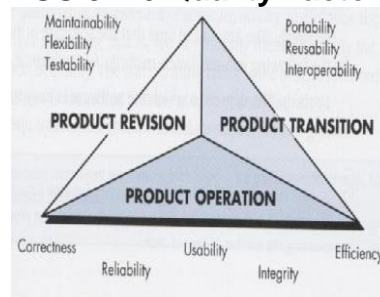 Maintainability
Flexibility
Testability
Portability
Reusability
Interoperability
PRODUCT REVISION
PRODUCT TRANSITION
PRODUCT OPERATION
Correctness
Reliability
Usability
Integrity
Efficiency